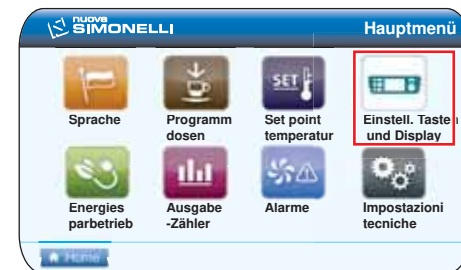 nuova
SIMONELLI
Hauptmenü
SET
Sprache
Programm
dosen
Set point
temperatur
Einstell. Tasten
und Display
Energies
parbetrieb
Ausgabe
-Zähler
Alarme
Impostazioni
tecniche
Home